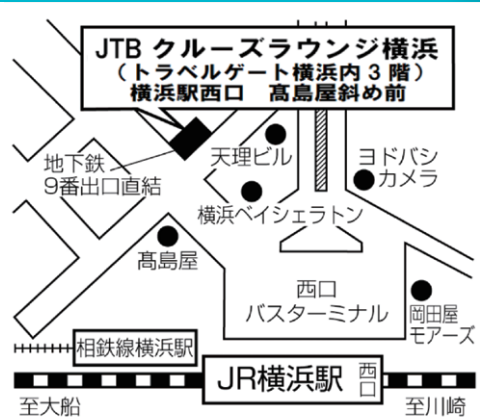 JTB クルーズラウンジ横浜
（トラベルゲート横浜内３階）
横浜駅西口　髙島屋斜め前
地下鉄
9番出口直結
天理ビル
ヨドバシ
カメラ
横浜ベイシェラトン
髙島屋
西口
バスターミナル
岡田屋
モアーズ
相鉄線横浜駅
JR横浜駅
西口
至大船
至川崎